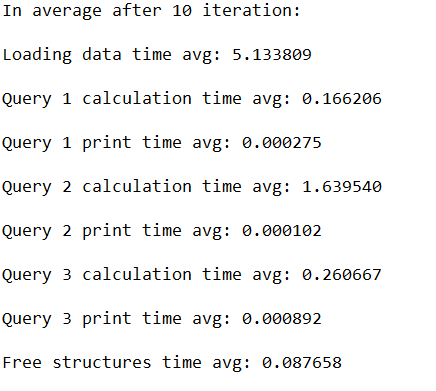 In average after 10 iteration:
Loading data time avg: 5.133809
Query 1 calculation time avg: 0.166206
Query 1 print time avg: 0.000275
Query 2 calculation time avg: 1.639540
Query 2 print time avg: 0.000102
Query 3 calculation time avg: 0.260667
Query 3 print time avg: 0.000892
Free structures time avg: 0.087658